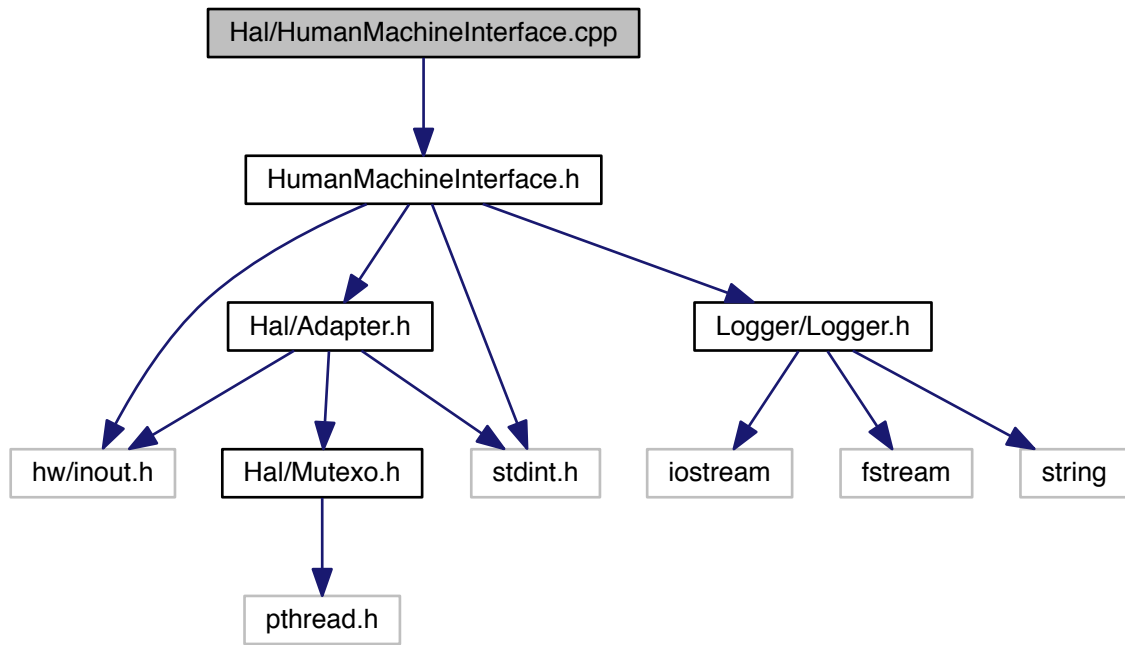 Hal/HumanMachineInterface.cpp
HumanMachineInterface.h
Hal/Adapter.h
Logger/Logger.h
hw/inout.h
Hal/Mutexo.h
stdint.h
iostream
fstream
string
pthread.h